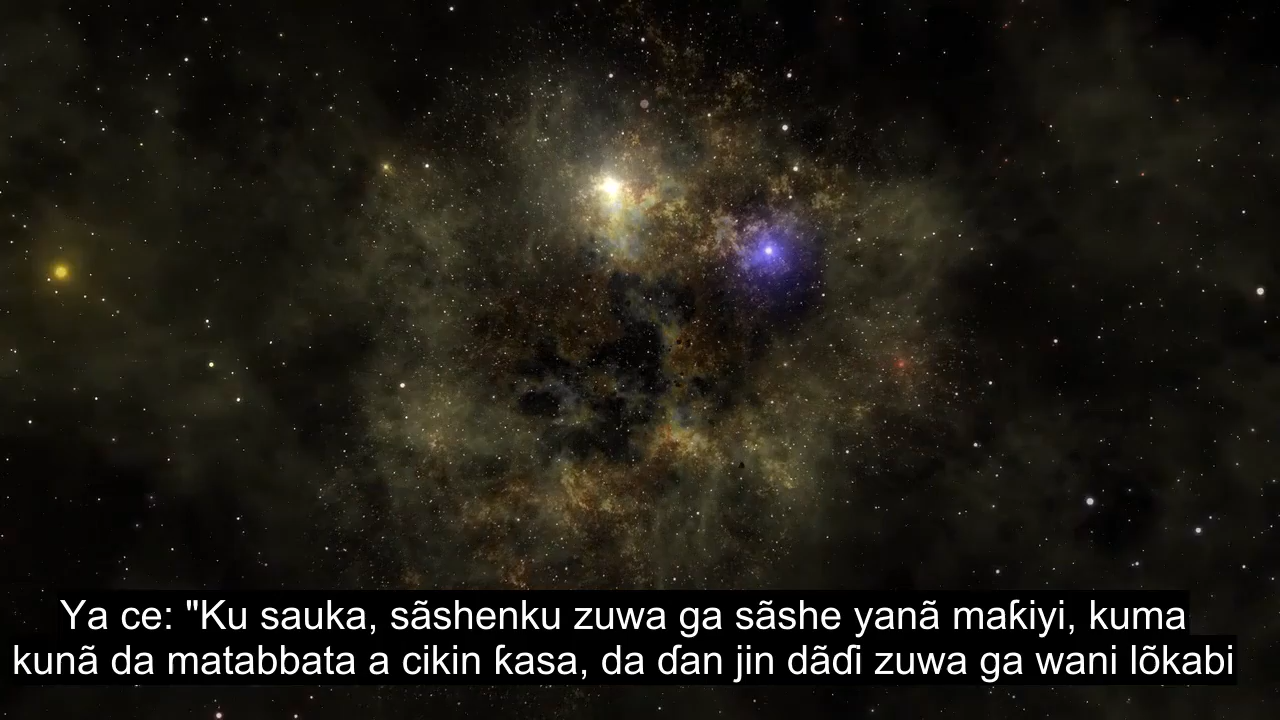 Ya ce: "Ku sauka, sãshenku zuwa ga sãshe yanã maƙiyi, kuma
kunã da matabbata a cikin ƙasa, da ɗan jin dãɗi zuwa ga wani lõkabi